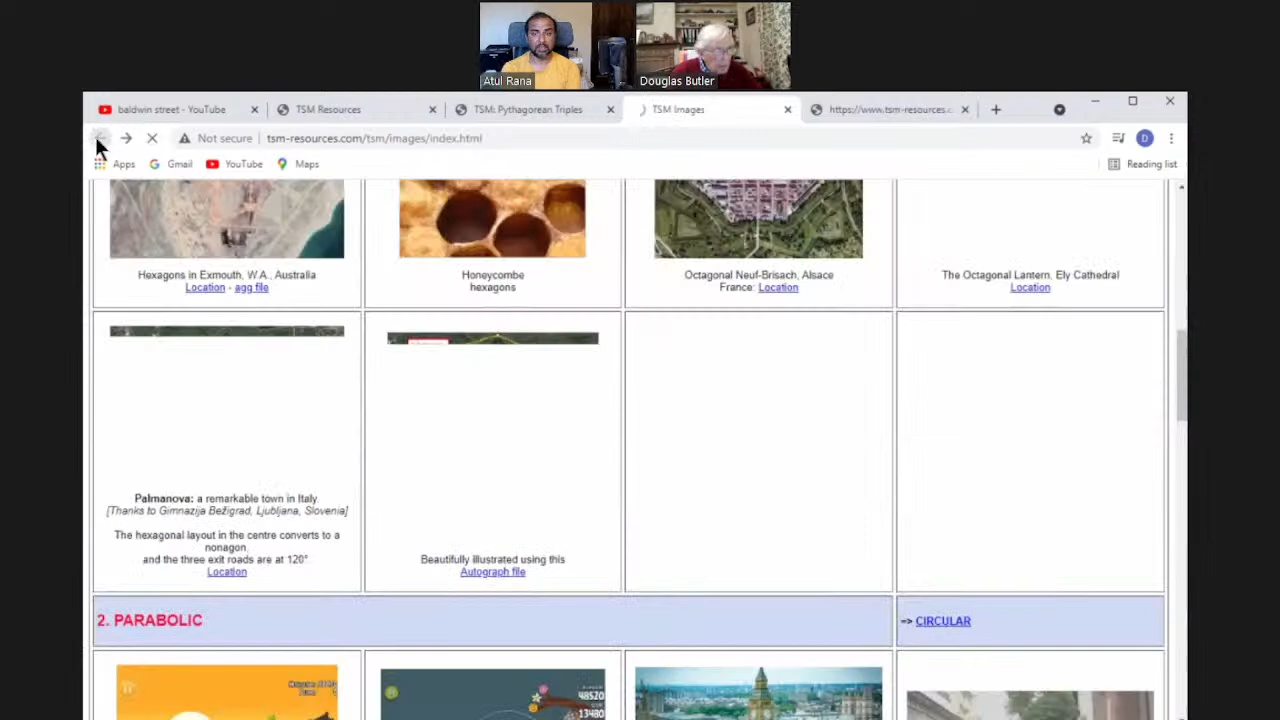 Atul Rana
Douglas Butler
baldwin street - YouTube
TSM Resources
TSM: Pythagorean Triples
TSM Images
https://www.tsm-resources.c
Not secure
tsm-resources.com/tsm/images/index.html
D
Apps
Gmail
YouTube
Maps
Reading list
Hexagons in Exmouth, W.A., Australia
Location - agg file
Honeycombe
hexagons
Octagonal Neuf-Brisach, Alsace
France: Location
The Octagonal Lantern, Ely Cathedral
Location
Palmanova: a remarkable town in Italy
[Thanks to Gimnazija Bežigrad, Ljubljana, Slovenia]
The hexagonal layout in the centre converts to a
nonagon,
and the three exit roads are at 120°
Location
Beautifully illustrated using this
Autograph file
2. PARABOLIC
=> CIRCULAR
48520
13480